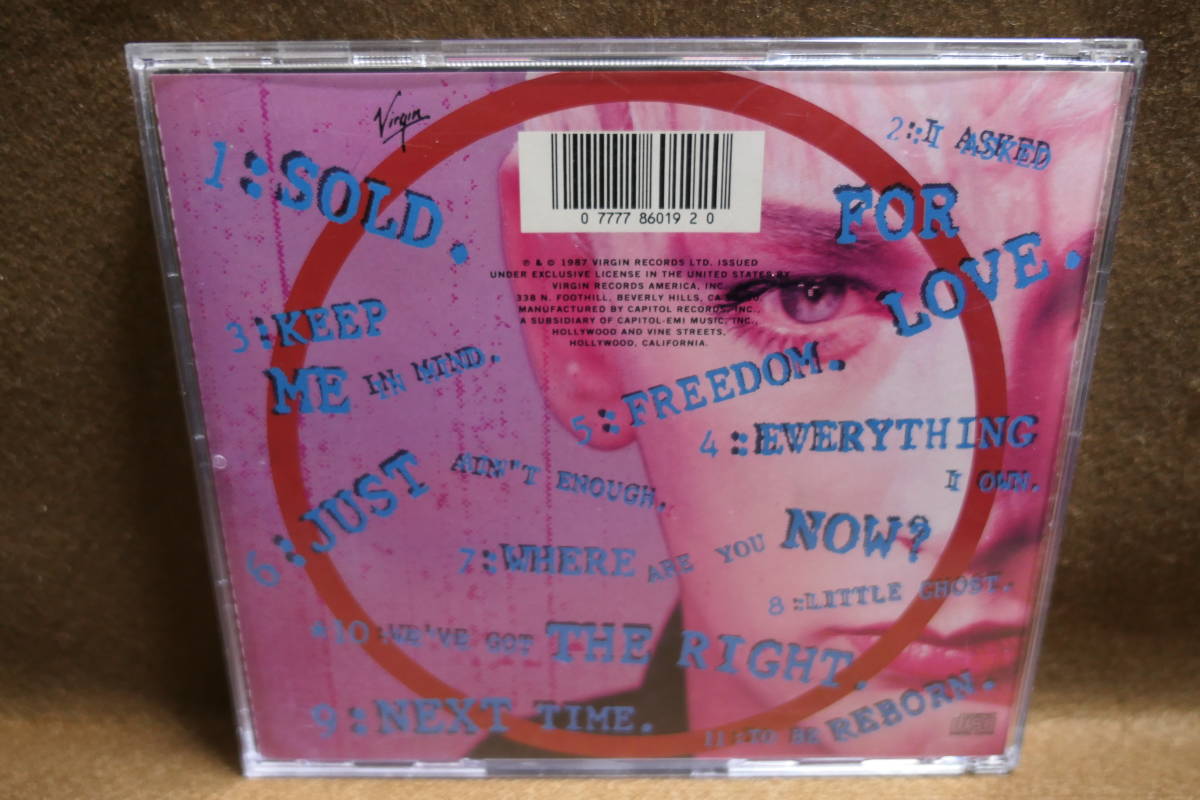 Virgin
1:SOLD.
2:I ASKED
FOR
LOVE.
0 7777 86019 2 0
℗ & © 1987 VIRGIN RECORDS LTD. ISSUED
UNDER EXCLUSIVE LICENSE IN THE UNITED STATES BY
VIRGIN RECORDS AMERICA, INC.
338 N. FOOTHILL, BEVERLY HILLS, CA
MANUFACTURED BY CAPITOL RECORDS, INC.,
A SUBSIDIARY OF CAPITOL-EMI MUSIC, INC.,
HOLLYWOOD AND VINE STREETS,
HOLLYWOOD, CALIFORNIA.
3:KEEP
ME IN MIND.
4:EVERYTHING
I OWN.
5:FREEDOM.
6:JUST AIN'T ENOUGH.
7:WHERE ARE YOU NOW?
8:LITTLE GHOST.
9:NEXT TIME.
*10:WE'VE GOT THE RIGHT.
11:TO BE REBORN.